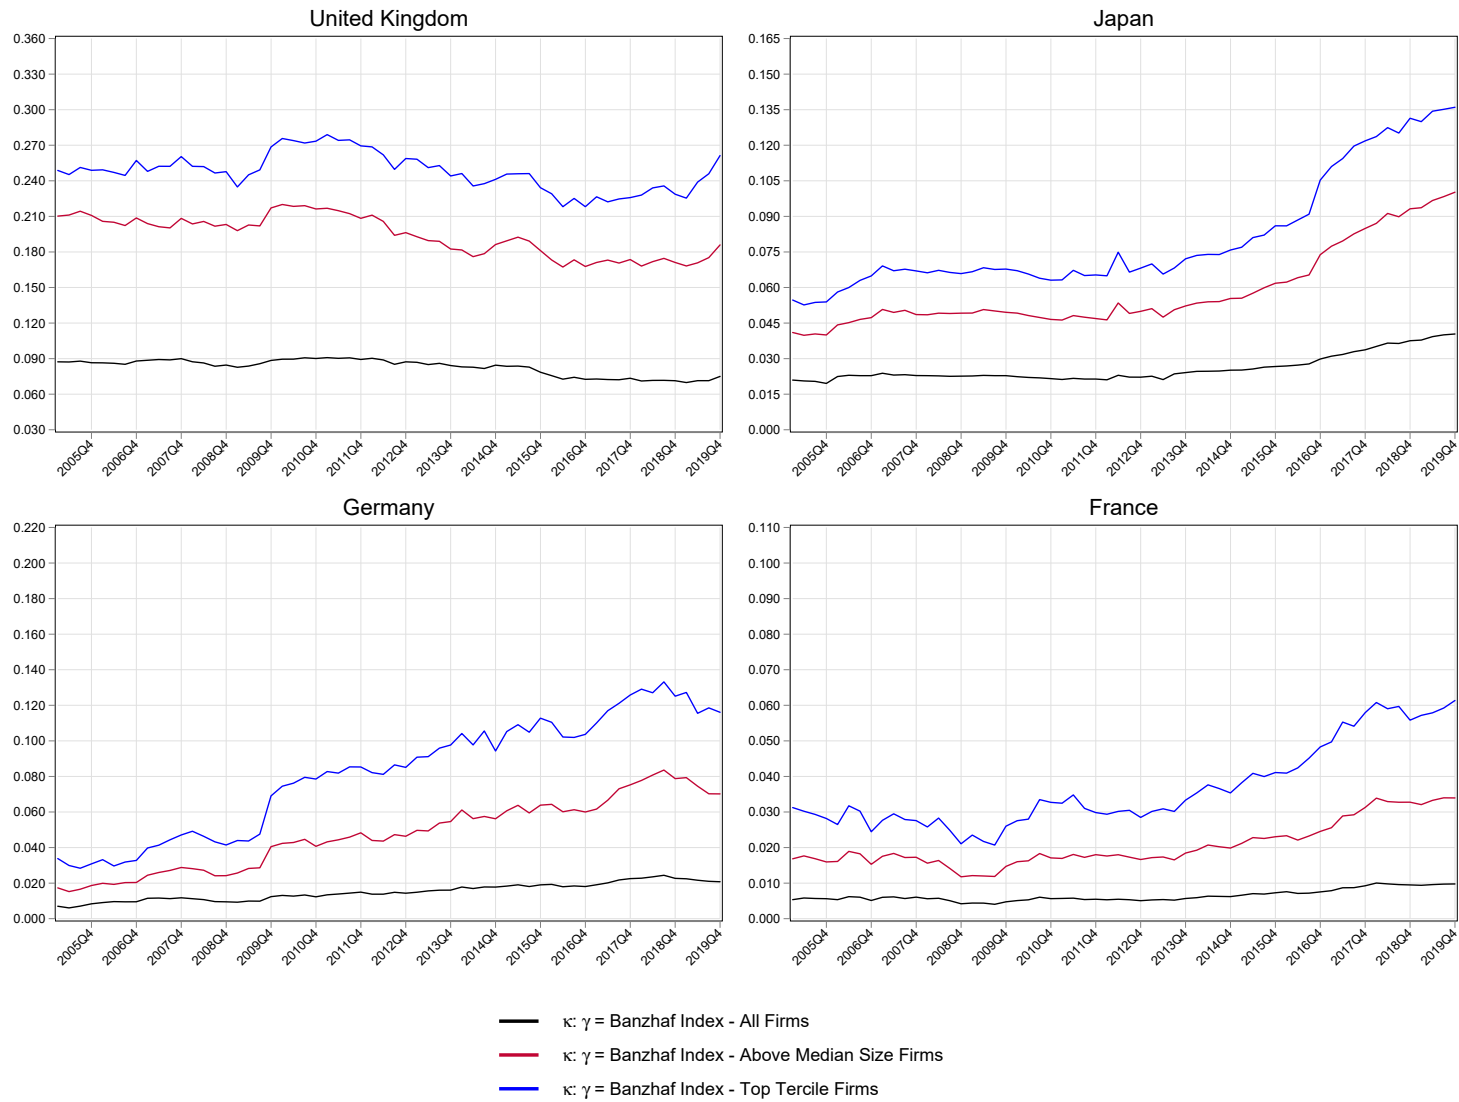 United Kingdom
0.360
0.330
0.300
0.270
0.240
0.210
0.180
0.150
0.120
0.090
0.060
0.030
2005Q4
2006Q4
2007Q4
2008Q4
2009Q4
2010Q4
2011Q4
2012Q4
2013Q4
2014Q4
2015Q4
2016Q4
2017Q4
2018Q4
2019Q4
Japan
0.165
0.150
0.135
0.120
0.105
0.090
0.075
0.060
0.045
0.030
0.015
0.000
2005Q4
2006Q4
2007Q4
2008Q4
2009Q4
2010Q4
2011Q4
2012Q4
2013Q4
2014Q4
2015Q4
2016Q4
2017Q4
2018Q4
2019Q4
Germany
0.220
0.200
0.180
0.160
0.140
0.120
0.100
0.080
0.060
0.040
0.020
0.000
2005Q4
2006Q4
2007Q4
2008Q4
2009Q4
2010Q4
2011Q4
2012Q4
2013Q4
2014Q4
2015Q4
2016Q4
2017Q4
2018Q4
2019Q4
France
0.110
0.100
0.090
0.080
0.070
0.060
0.050
0.040
0.030
0.020
0.010
0.000
2005Q4
2006Q4
2007Q4
2008Q4
2009Q4
2010Q4
2011Q4
2012Q4
2013Q4
2014Q4
2015Q4
2016Q4
2017Q4
2018Q4
2019Q4
κ: γ = Banzhaf Index - All Firms
κ: γ = Banzhaf Index - Above Median Size Firms
κ: γ = Banzhaf Index - Top Tercile Firms